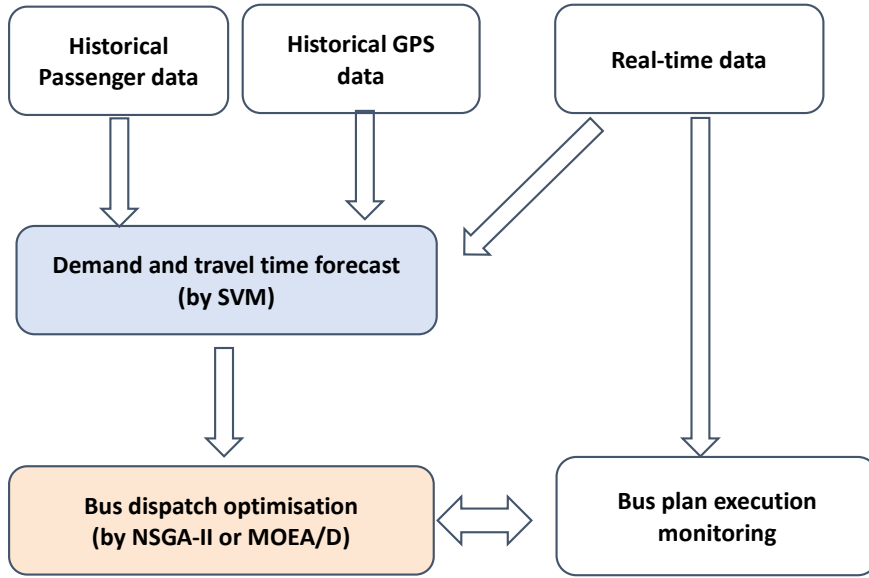 Historical
Passenger data
Historical GPS
data
Real-time data
Demand and travel time forecast
(by SVM)
Bus dispatch optimisation
(by NSGA-II or MOEA/D)
Bus plan execution
monitoring